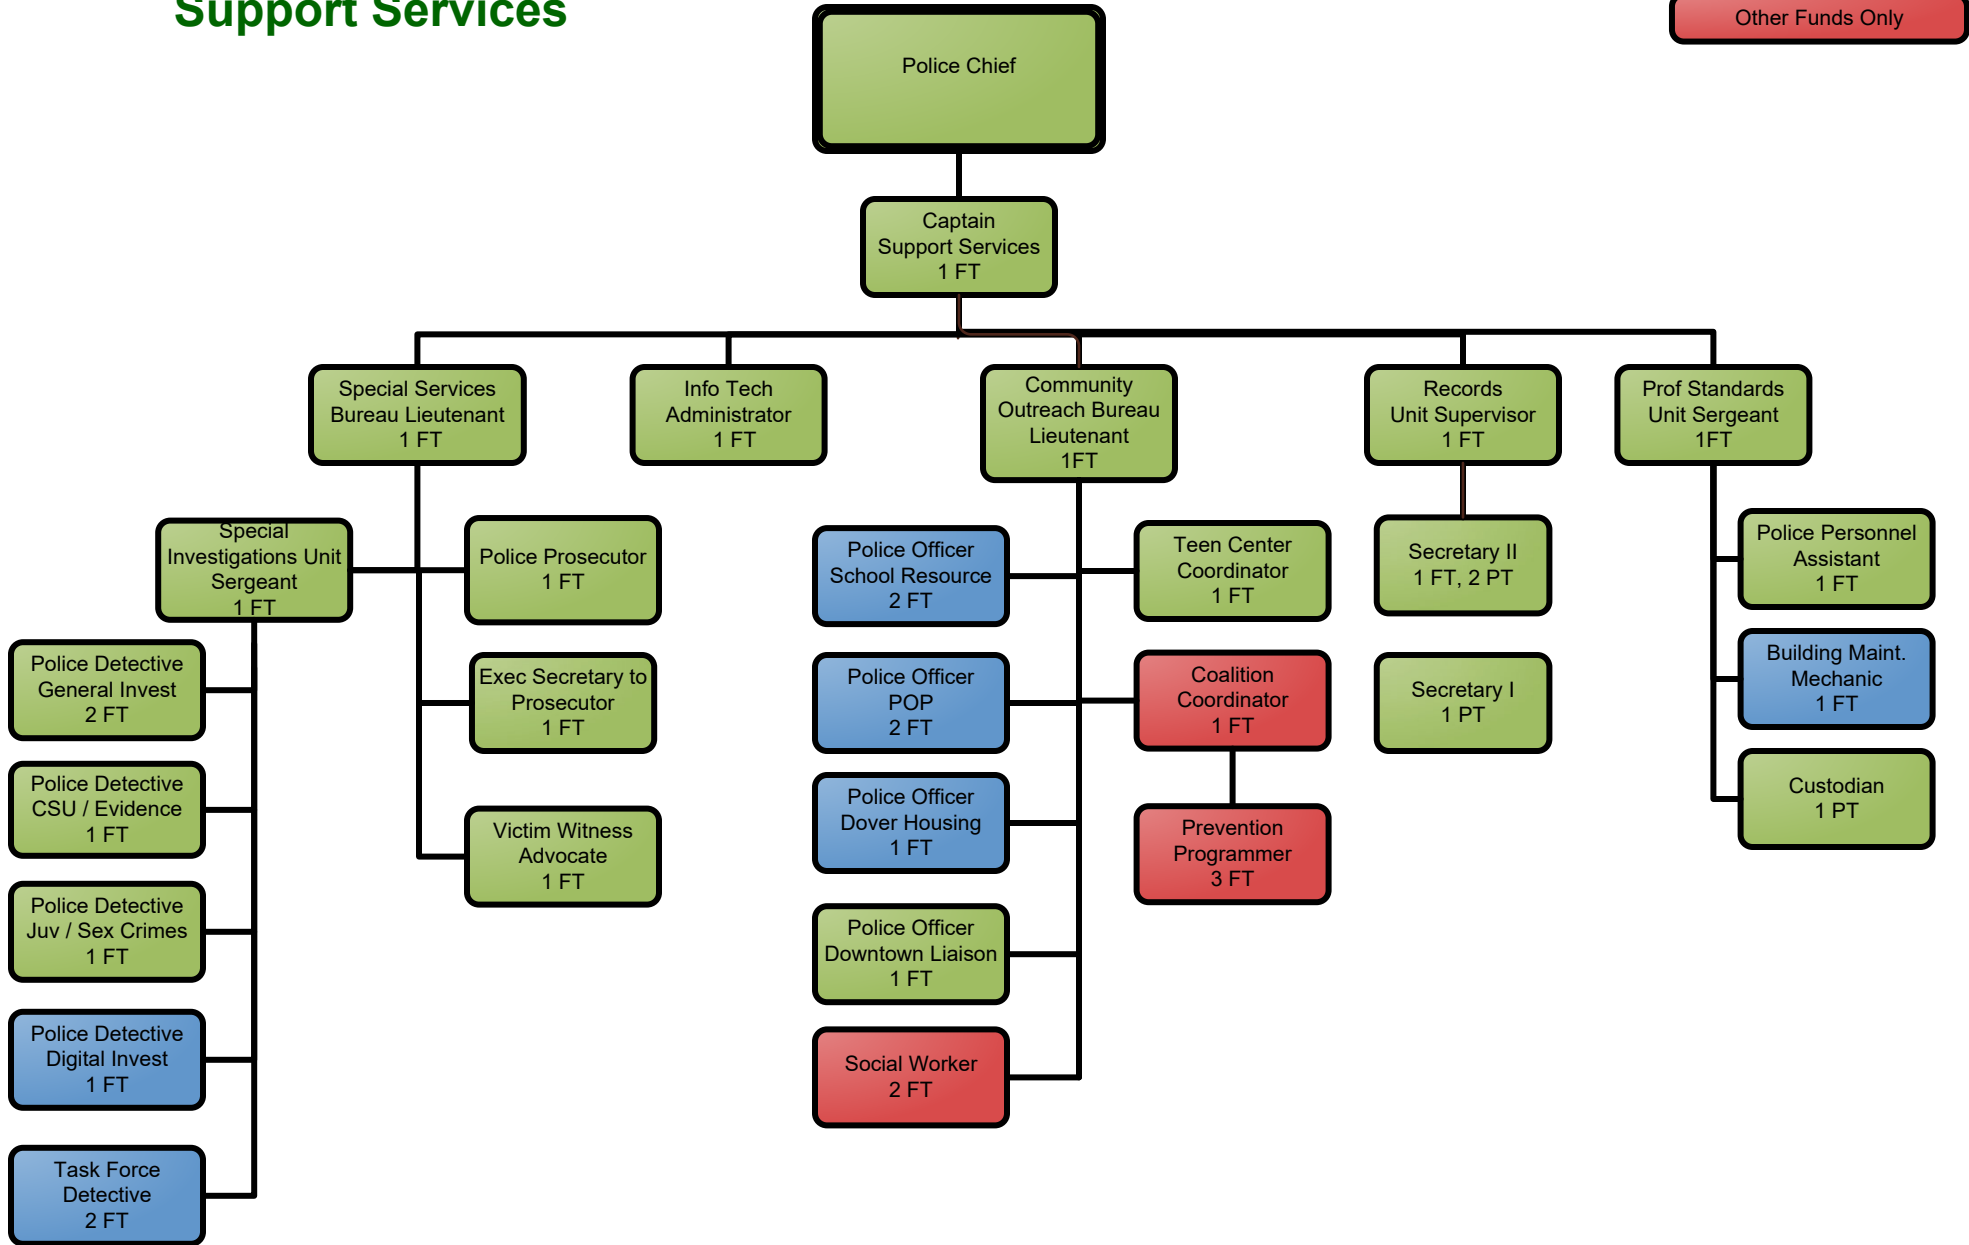 Support Services
Other Funds Only
Police Chief
Captain
Support Services
1 FT
Special Services
Bureau Lieutenant
1 FT
Info Tech
Administrator
1 FT
Community
Outreach Bureau
Lieutenant
1FT
Records
Unit Supervisor
1 FT
Prof Standards
Unit Sergeant
1FT
Special
Investigations Unit
Sergeant
1 FT
Police Prosecutor
1 FT
Exec Secretary to
Prosecutor
1 FT
Victim Witness
Advocate
1 FT
Police Detective
General Invest
2 FT
Police Detective
CSU / Evidence
1 FT
Police Detective
Juv / Sex Crimes
1 FT
Police Detective
Digital Invest
1 FT
Task Force
Detective
2 FT
Police Officer
School Resource
2 FT
Police Officer
POP
2 FT
Police Officer
Dover Housing
1 FT
Police Officer
Downtown Liaison
1 FT
Social Worker
2 FT
Teen Center
Coordinator
1 FT
Coalition
Coordinator
1 FT
Prevention
Programmer
3 FT
Secretary II
1 FT, 2 PT
Secretary I
1 PT
Police Personnel
Assistant
1 FT
Building Maint.
Mechanic
1 FT
Custodian
1 PT